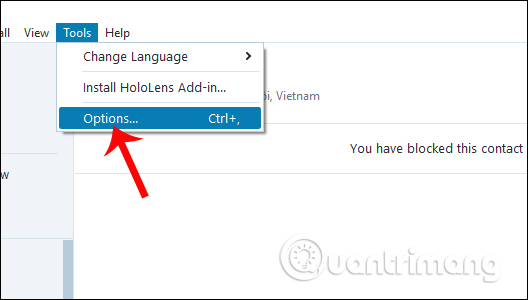 ll View Tools Help
Change Language
Install HoloLens Add-in...
ội, Vietnam
Options... Ctrl+,
You have blocked this contact
w
Quantrimang